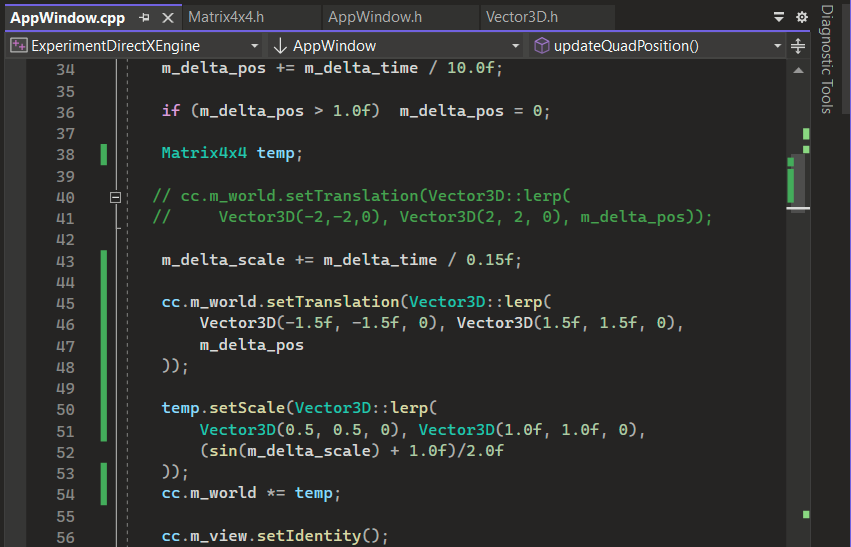 AppWindow.cpp Matrix4x4.h AppWindow.h Vector3D.h
ExperimentDirectXEngine AppWindow updateQuadPosition()
Diagnostic Tools
34 m_delta_pos += m_delta_time / 10.0f;
35
36 if (m_delta_pos > 1.0f)  m_delta_pos = 0;
37
38 Matrix4x4 temp;
39
40 // cc.m_world.setTranslation(Vector3D::lerp(
41 //     Vector3D(-2,-2,0), Vector3D(2, 2, 0), m_delta_pos));
42
43 m_delta_scale += m_delta_time / 0.15f;
44
45 cc.m_world.setTranslation(Vector3D::lerp(
46     Vector3D(-1.5f, -1.5f, 0), Vector3D(1.5f, 1.5f, 0),
47     m_delta_pos
48 ));
49
50 temp.setScale(Vector3D::lerp(
51     Vector3D(0.5, 0.5, 0), Vector3D(1.0f, 1.0f, 0),
52     (sin(m_delta_scale) + 1.0f)/2.0f
53 ));
54 cc.m_world *= temp;
55
56 cc.m_view.setIdentity();